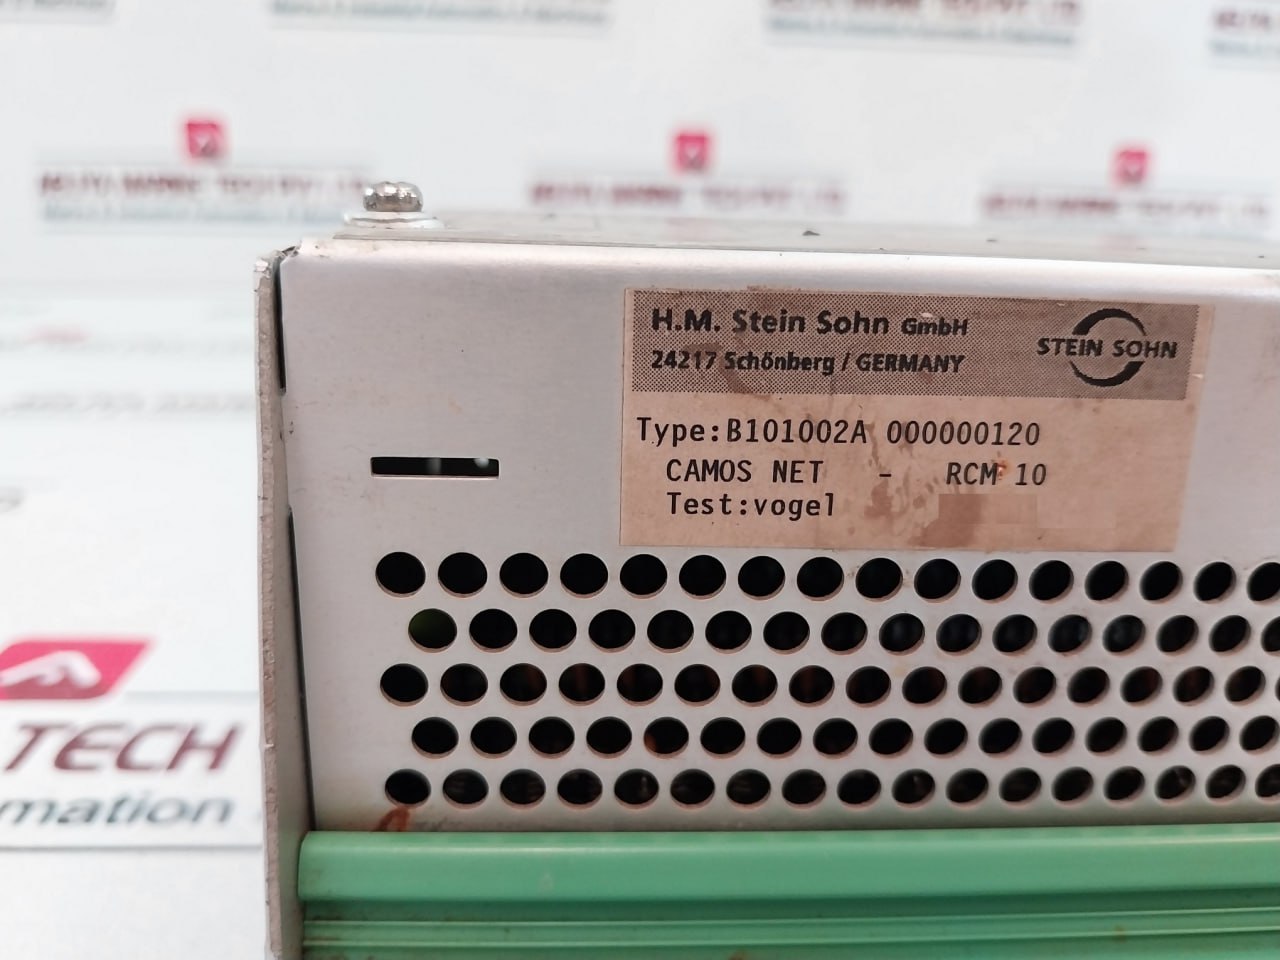 H.M. Stein Sohn GmbH
24217 Schönberg / GERMANY
STEIN SOHN
Type:B101002A 000000120
CAMOS NET - RCM 10
Test:vogel
TECH
mation